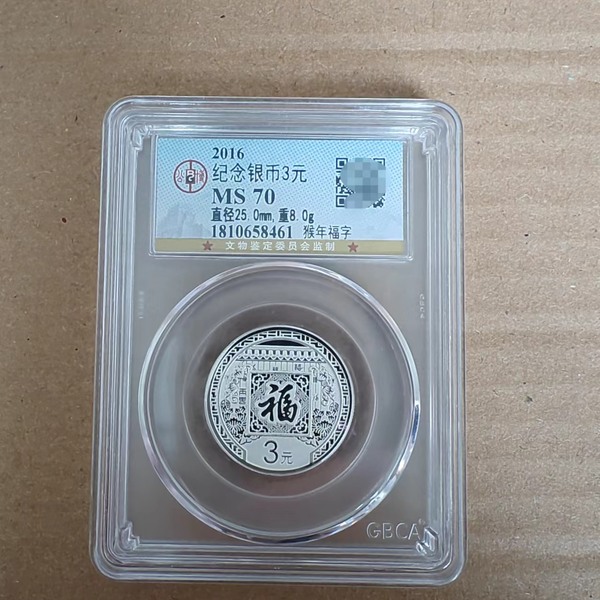 2016
纪念银币3元
MS 70
直径25.0mm,重8.0g
1810658461 猴年福字
★ 文物鉴定委员会监制 ★
福
3元
GBCA